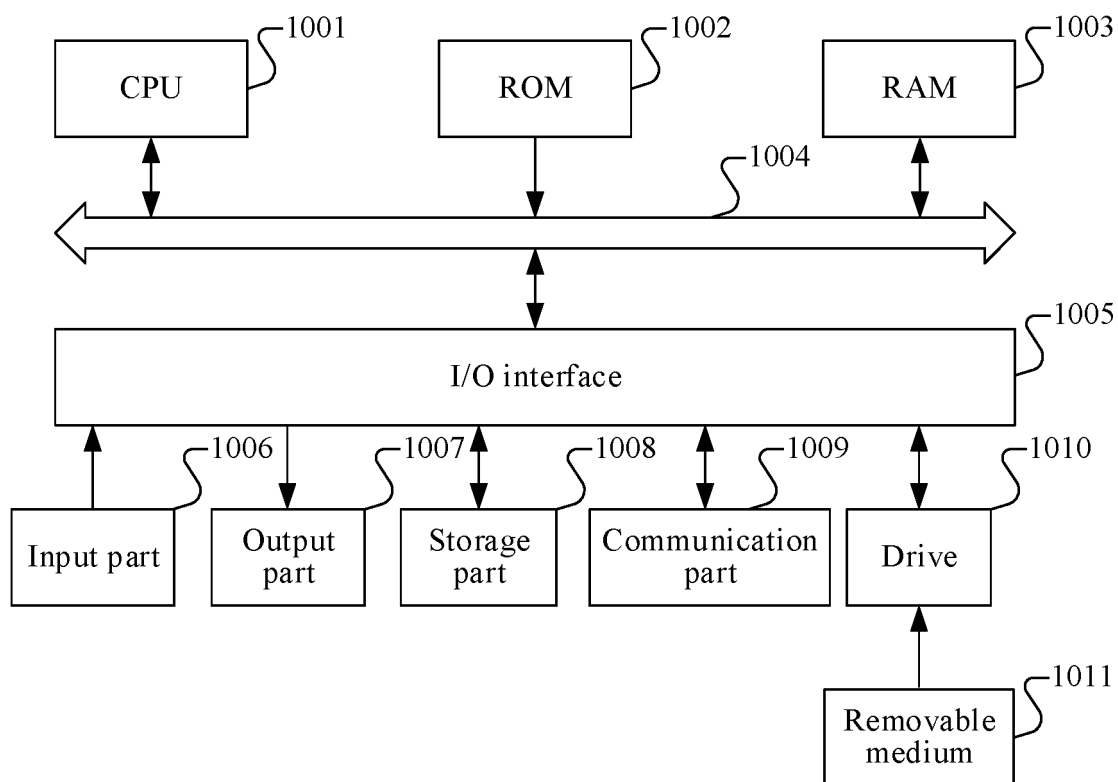 1001
1002
1003
CPU
ROM
RAM
1004
1005
I/O interface
1006
1007
1008
1009
1010
Input part
Output
part
Storage
part
Communication
part
Drive
1011
Removable
medium